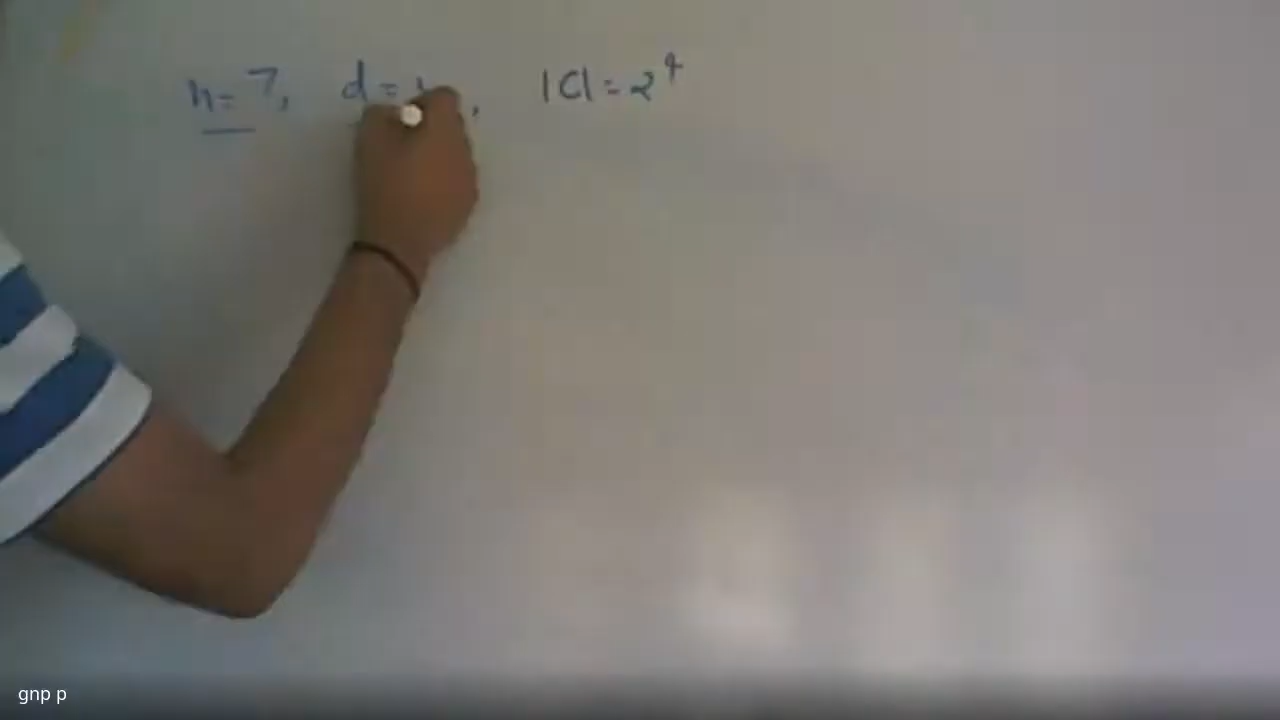 n = 7, d = , |C| = 2⁴
gnp p